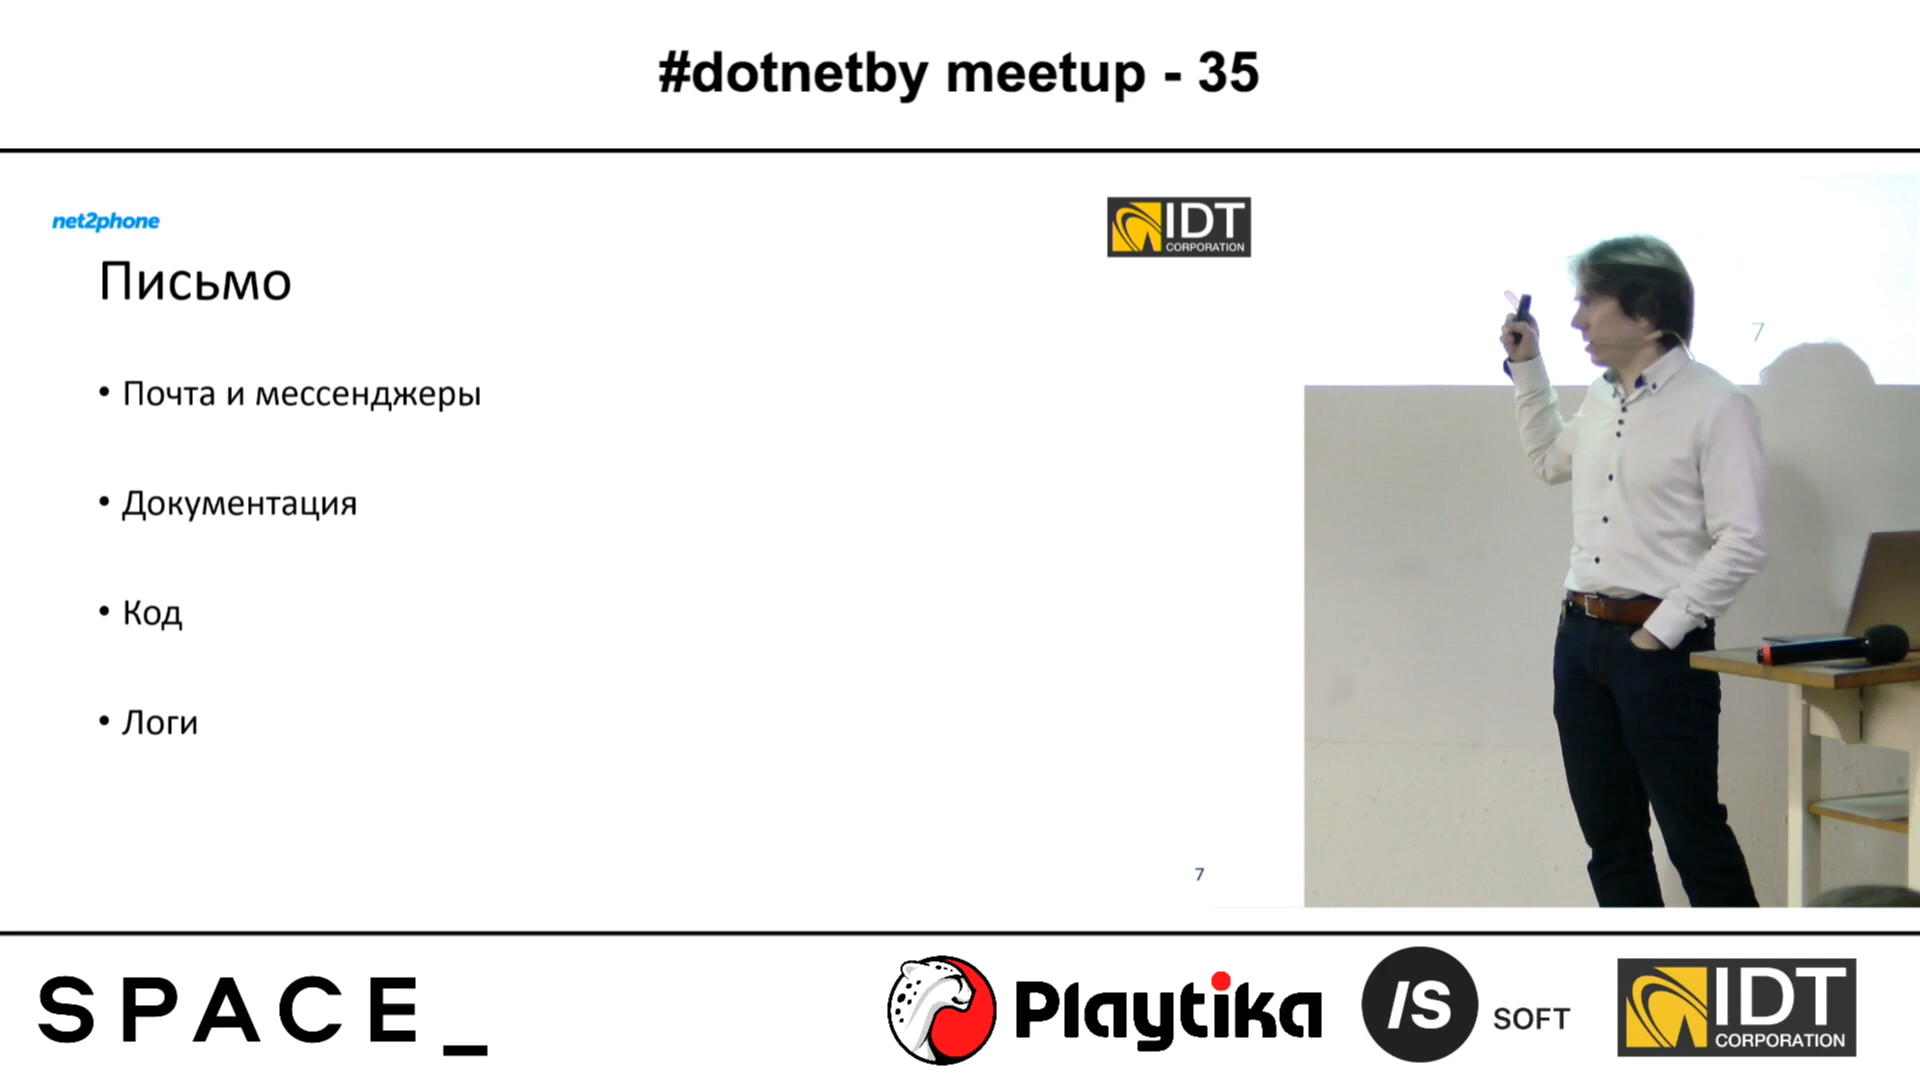 #dotnetby meetup - 35
net2phone
IDT
CORPORATION
Письмо
• Почта и мессенджеры
• Документация
• Код
• Логи
7
7
SPACE_
Playtika
/S SOFT
IDT
CORPORATION